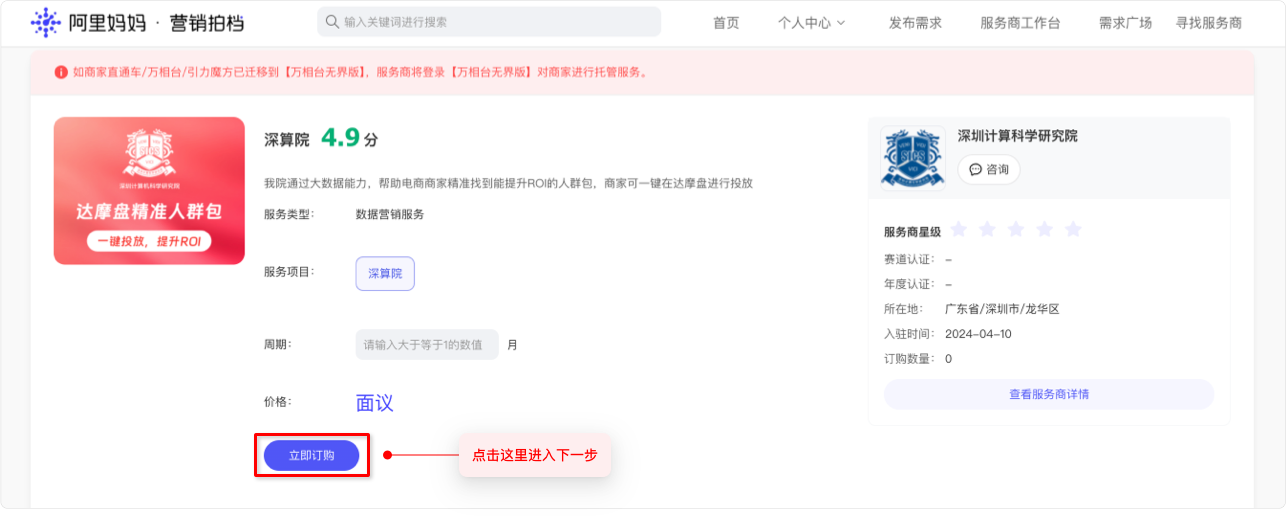 阿里妈妈 · 营销拍档
输入关键词进行搜索
首页 个人中心 发布需求 服务商工作台 需求广场 寻找服务商
如商家直通车/万相台/引力魔方已迁移到【万相台无界版】，服务商将登录【万相台无界版】对商家进行托管服务。
深圳计算机科学研究院
达摩盘精准人群包
一键投放，提升ROI
深算院 4.9 分
我院通过大数据能力，帮助电商商家精准找到能提升ROI的人群包，商家可一键在达摩盘进行投放
服务类型： 数据营销服务
服务项目： 深算院
周期： 请输入大于等于1的数值 月
价格： 面议
立即订购
点击这里进入下一步
SICS
深圳计算科学研究院
咨询
服务商星级
赛道认证： –
年度认证： –
所在地： 广东省/深圳市/龙华区
入驻时间： 2024-04-10
订购数量： 0
查看服务商详情